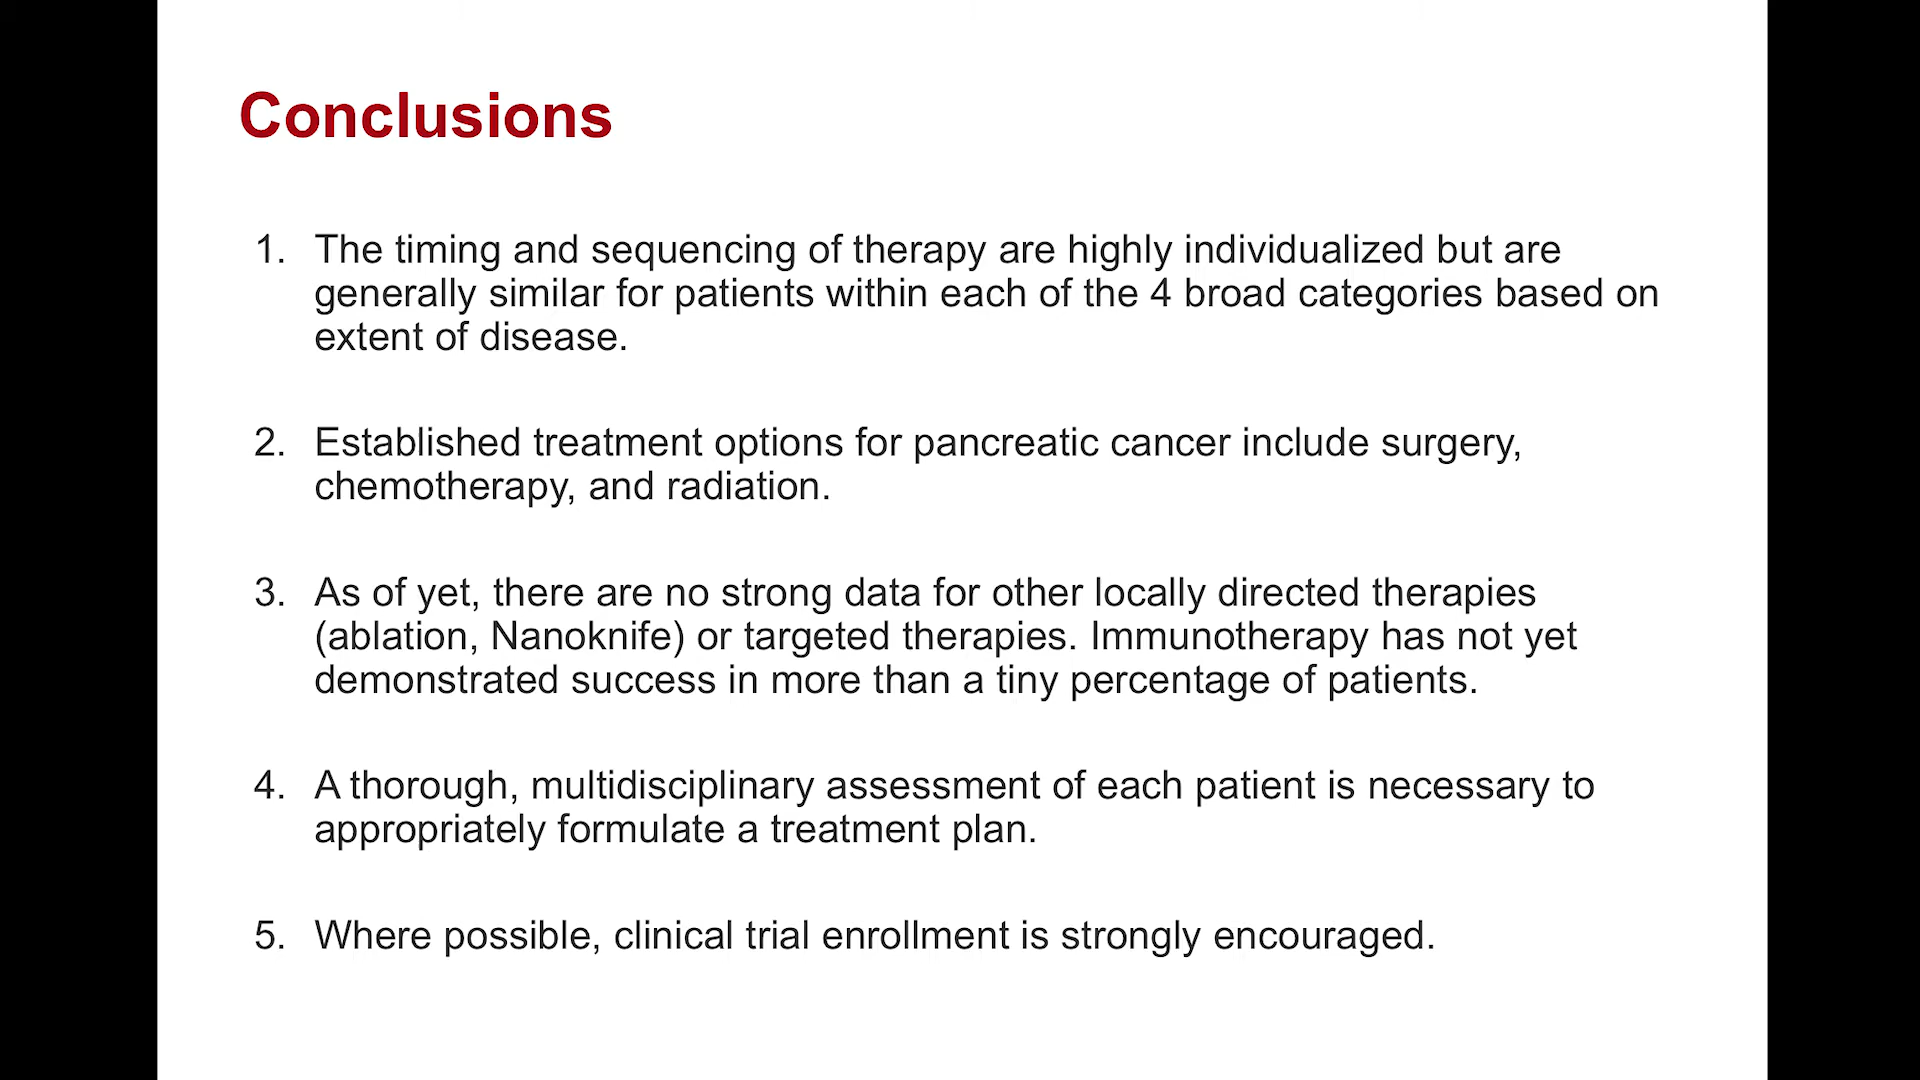 Conclusions
1. The timing and sequencing of therapy are highly individualized but are
generally similar for patients within each of the 4 broad categories based on
extent of disease.
2. Established treatment options for pancreatic cancer include surgery,
chemotherapy, and radiation.
3. As of yet, there are no strong data for other locally directed therapies
(ablation, Nanoknife) or targeted therapies. Immunotherapy has not yet
demonstrated success in more than a tiny percentage of patients.
4. A thorough, multidisciplinary assessment of each patient is necessary to
appropriately formulate a treatment plan.
5. Where possible, clinical trial enrollment is strongly encouraged.